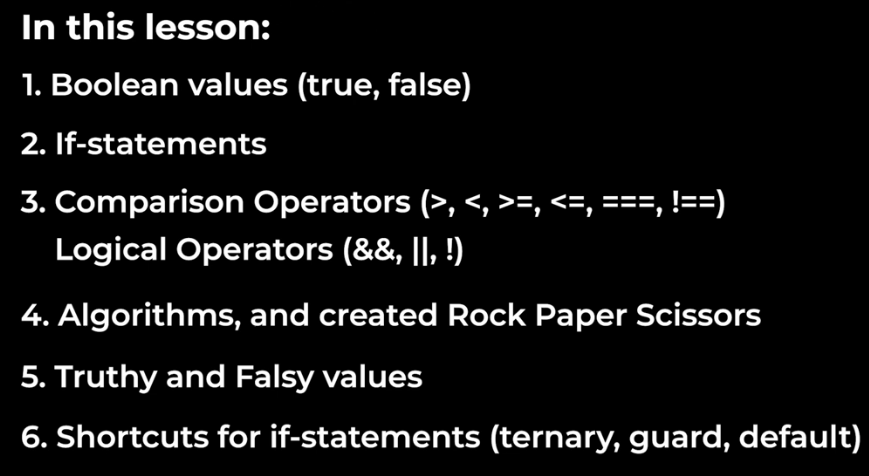 In this lesson:
1. Boolean values (true, false)
2. If-statements
3. Comparison Operators (>, <, >=, <=, ===, !==)
Logical Operators (&&, ||, !)
4. Algorithms, and created Rock Paper Scissors
5. Truthy and Falsy values
6. Shortcuts for if-statements (ternary, guard, default)